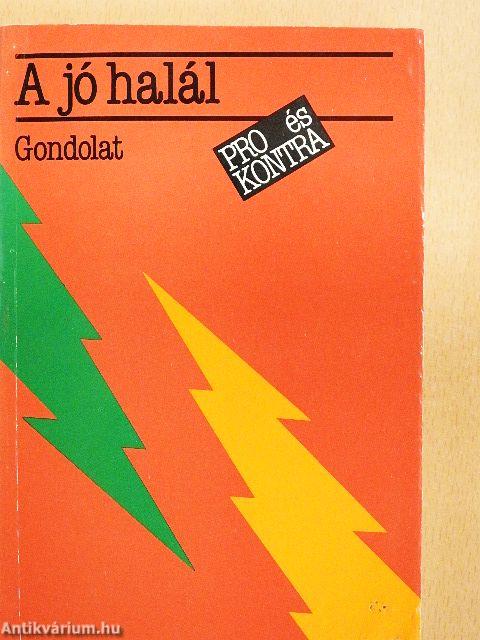 A jó halál
Gondolat
PRO és
KONTRA
Antikvárium.hu